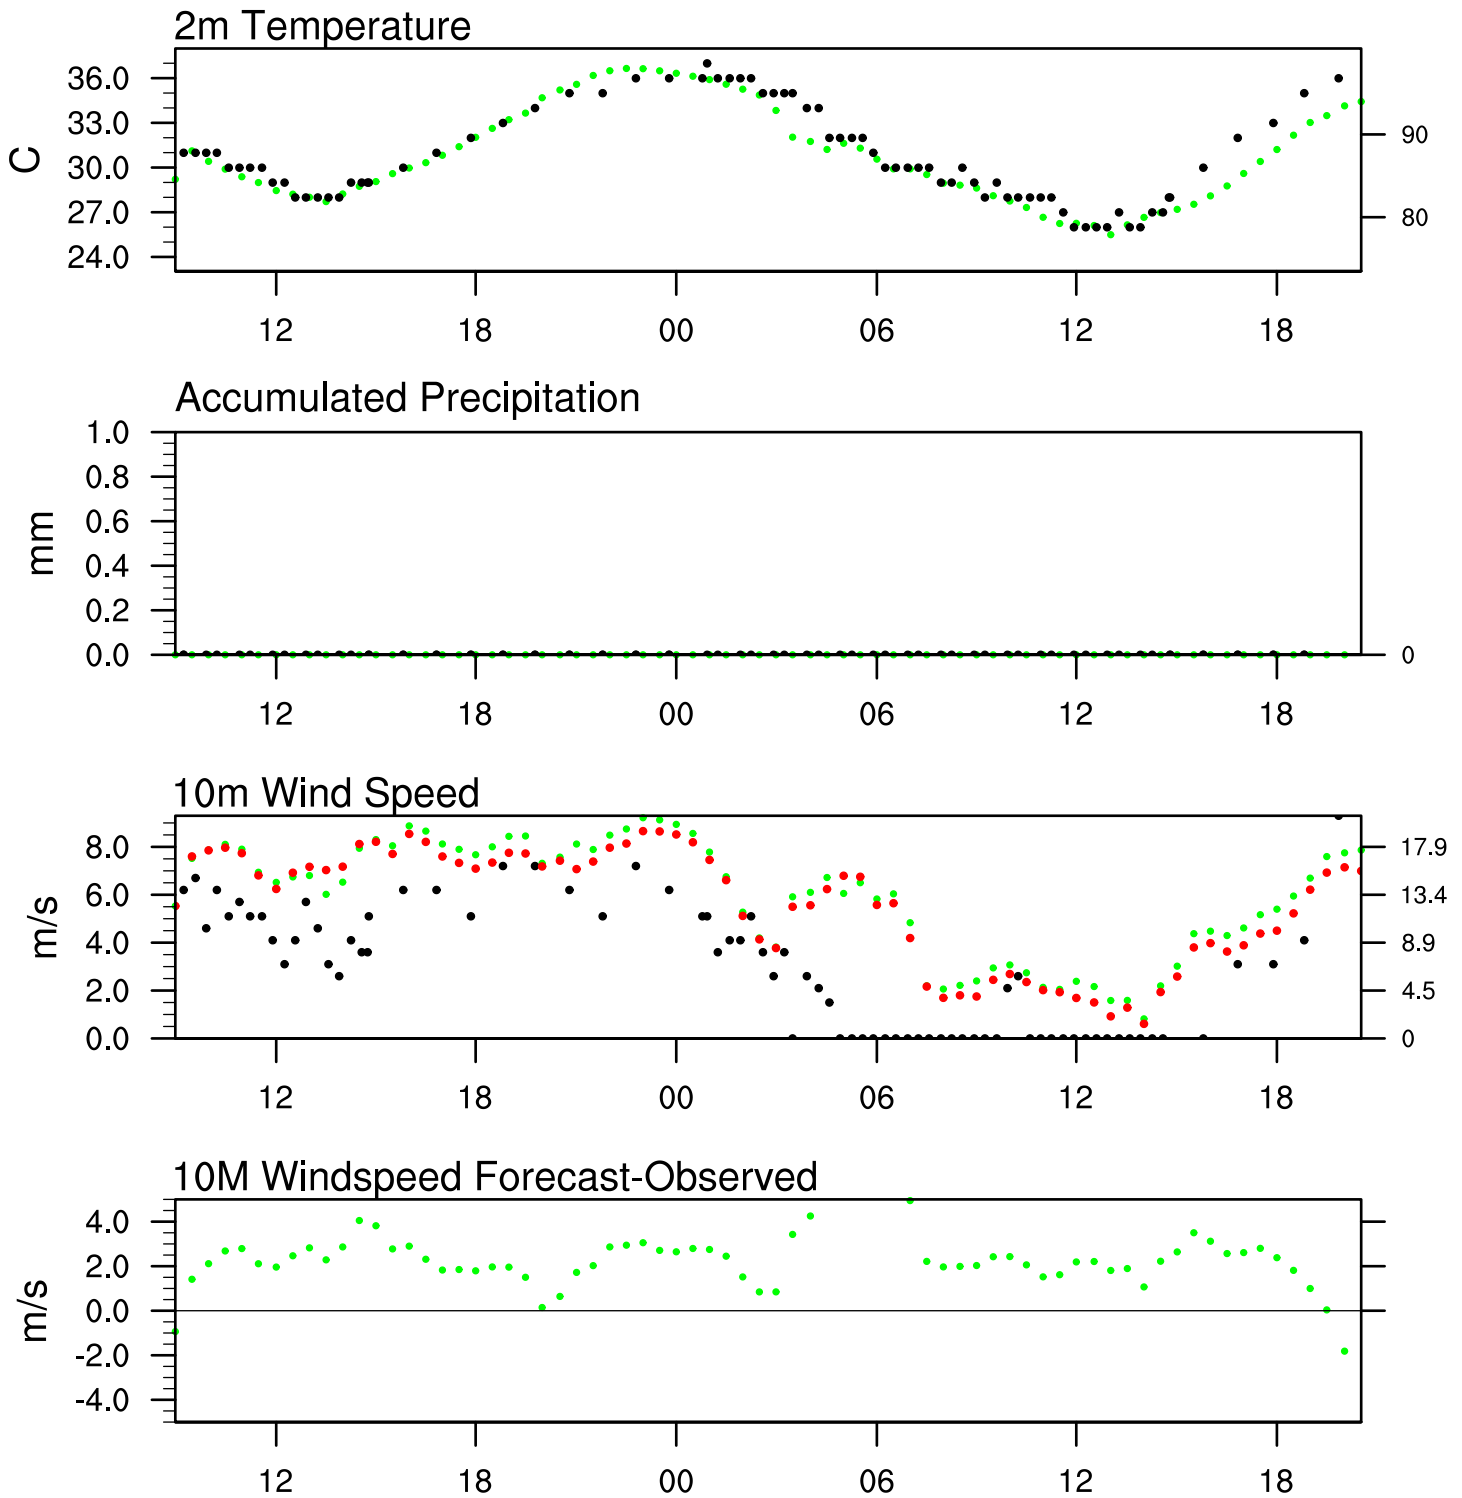 2m Temperature
36.0
33.0
30.0
27.0
24.0
C
90
80
12 18 00 06 12 18
Accumulated Precipitation
1.0
0.8
0.6
0.4
0.2
0.0
mm
0
12 18 00 06 12 18
10m Wind Speed
8.0
6.0
4.0
2.0
0.0
m/s
17.9
13.4
8.9
4.5
0
12 18 00 06 12 18
10M Windspeed Forecast-Observed
4.0
2.0
0.0
-2.0
-4.0
m/s
12 18 00 06 12 18